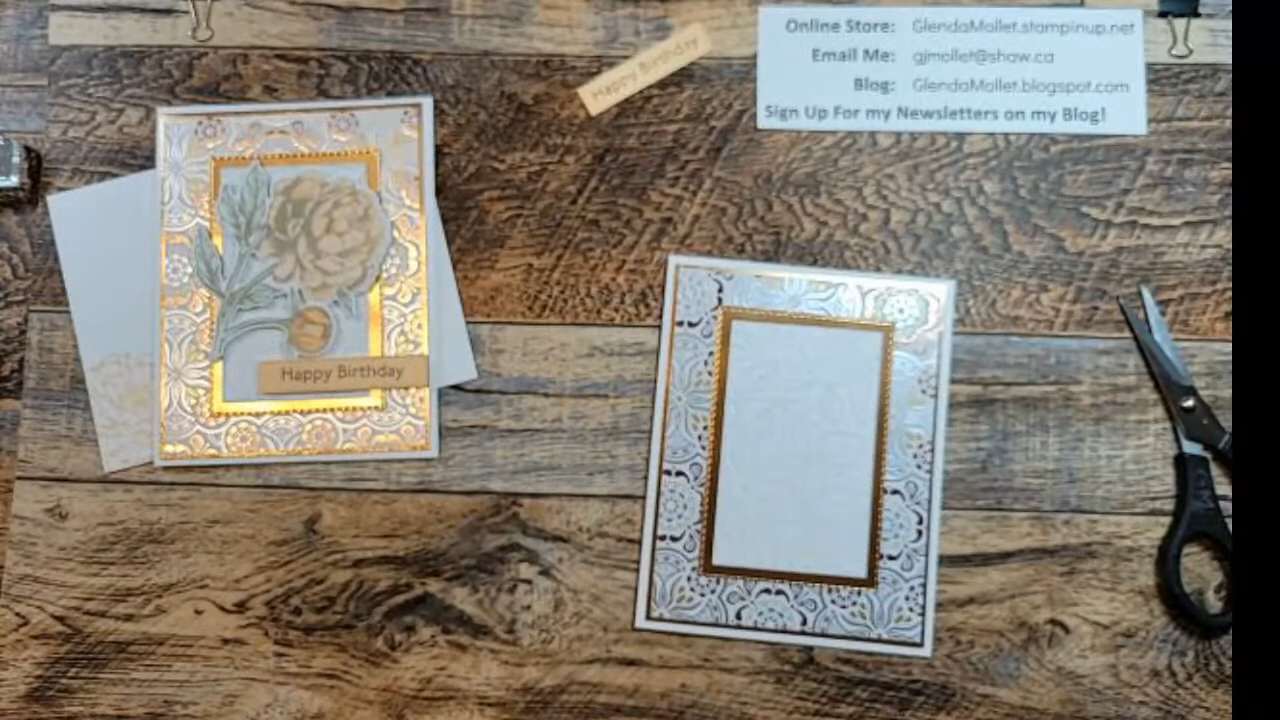 Online Store: GlendaMollet.stampinup.net
Email Me: gjmollet@shaw.ca
Blog: GlendaMollet.blogspot.com
Sign Up For my Newsletters on my Blog!
Happy Birthday
Happy Birthday